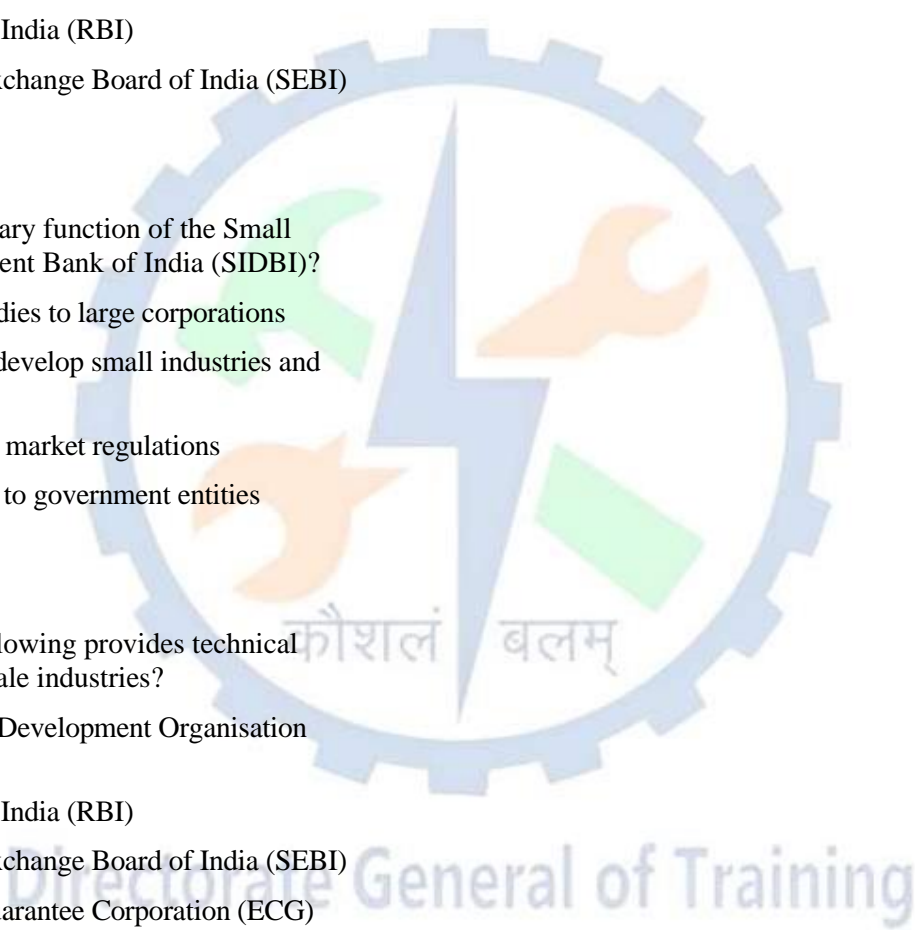 India (RBI)
xchange Board of India (SEBI)
ary function of the Small
ent Bank of India (SIDBI)?
dies to large corporations
develop small industries and
market regulations
to government entities
lowing provides technical
ale industries?
Development Organisation
India (RBI)
xchange Board of India (SEBI)
uarantee Corporation (ECG)
कौशलं बलम्
Directorate General of Training